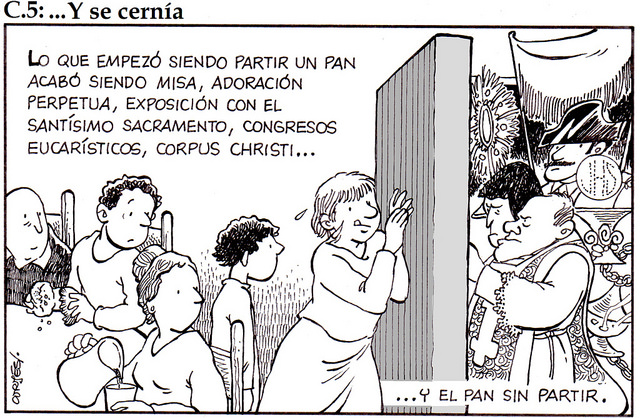 C.5: ...Y se cernía
LO QUE EMPEZÓ SIENDO PARTIR UN PAN
ACABÓ SIENDO MISA, ADORACIÓN
PERPETUA, EXPOSICIÓN CON EL
SANTÍSIMO SACRAMENTO, CONGRESOS
EUCARÍSTICOS, CORPUS CHRISTI...
...Y EL PAN SIN PARTIR.
CORTÉS/.